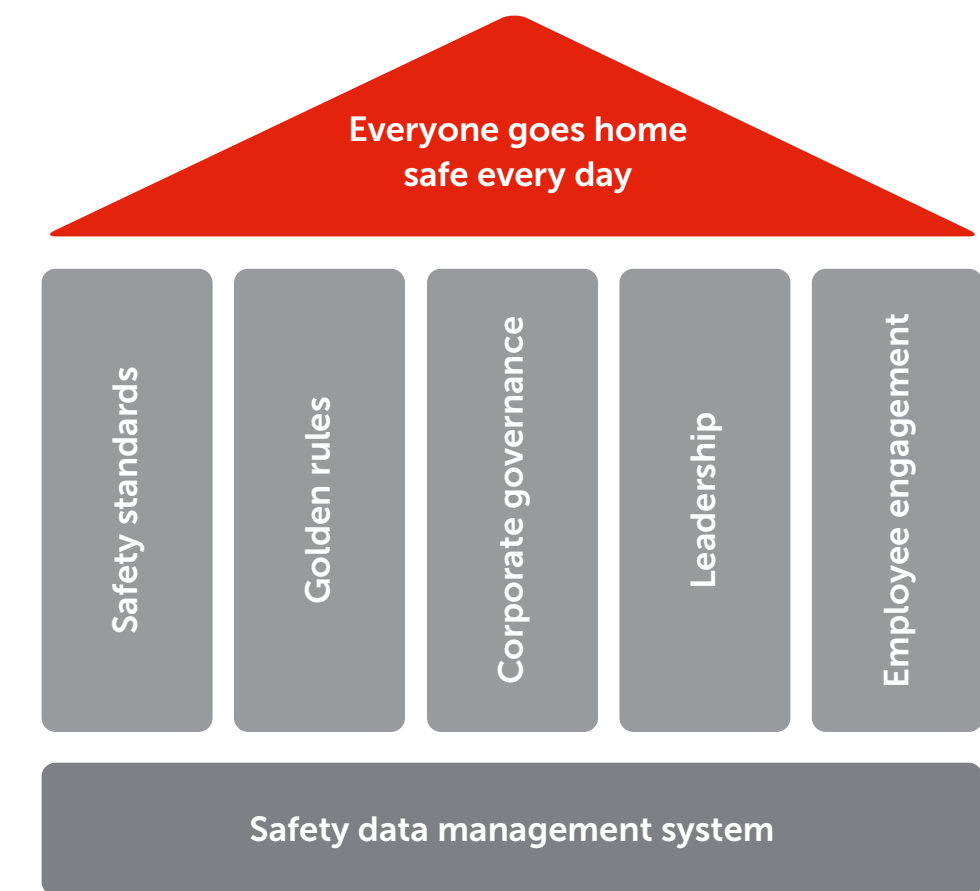 Everyone goes home
safe every day
Safety standards
Golden rules
Corporate governance
Leadership
Employee engagement
Safety data management system